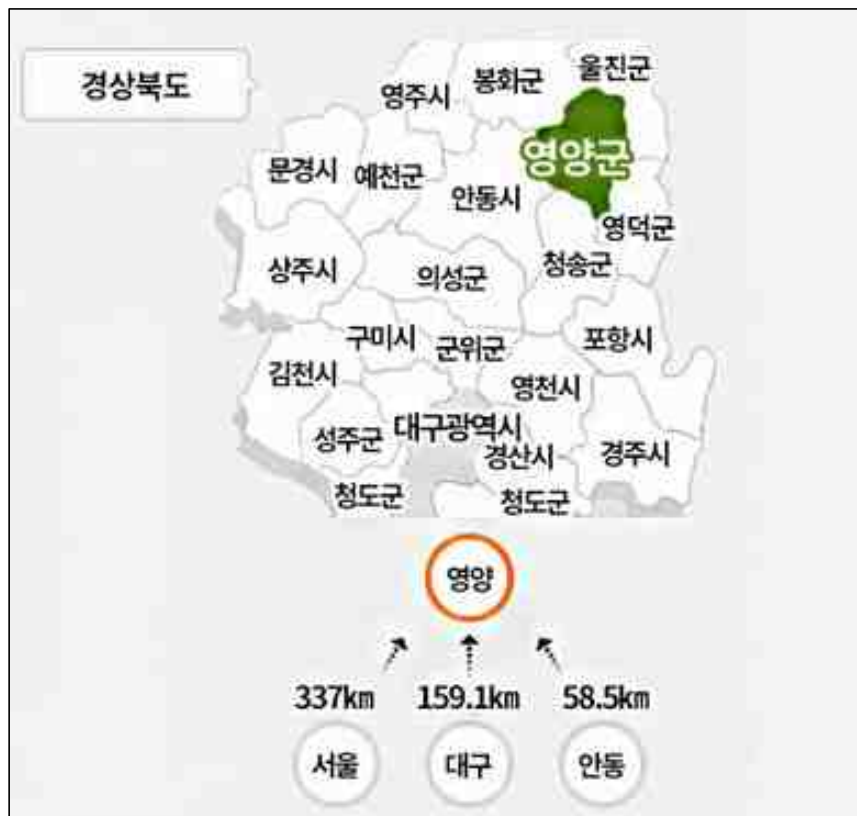 경상북도
울진군
봉화군
영주시
영양군
문경시
예천군
안동시
영덕군
청송군
상주시
의성군
구미시
군위군
포항시
김천시
영천시
대구광역시
성주군
경산시
경주시
청도군
청도군
영양
337km 159.1km 58.5km
서울 대구 안동